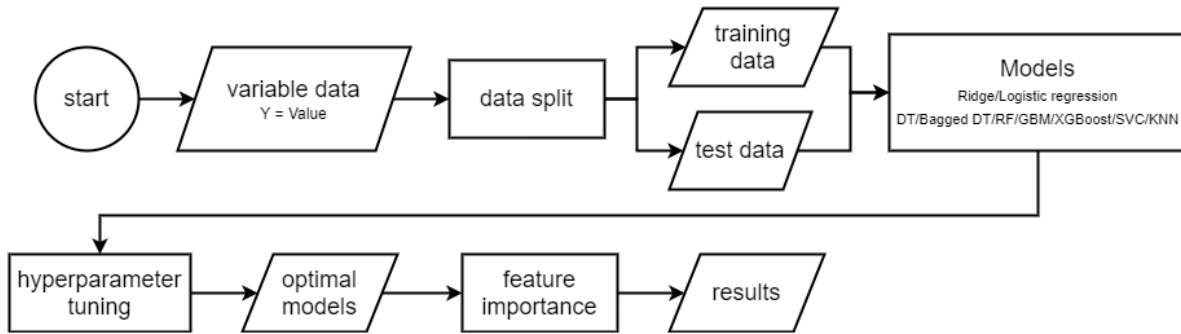 start
variable data
Y = Value
data split
training
data
test data
Models
Ridge/Logistic regression
DT/Bagged DT/RF/GBM/XGBoost/SVC/KNN
hyperparameter
tuning
optimal
models
feature
importance
results